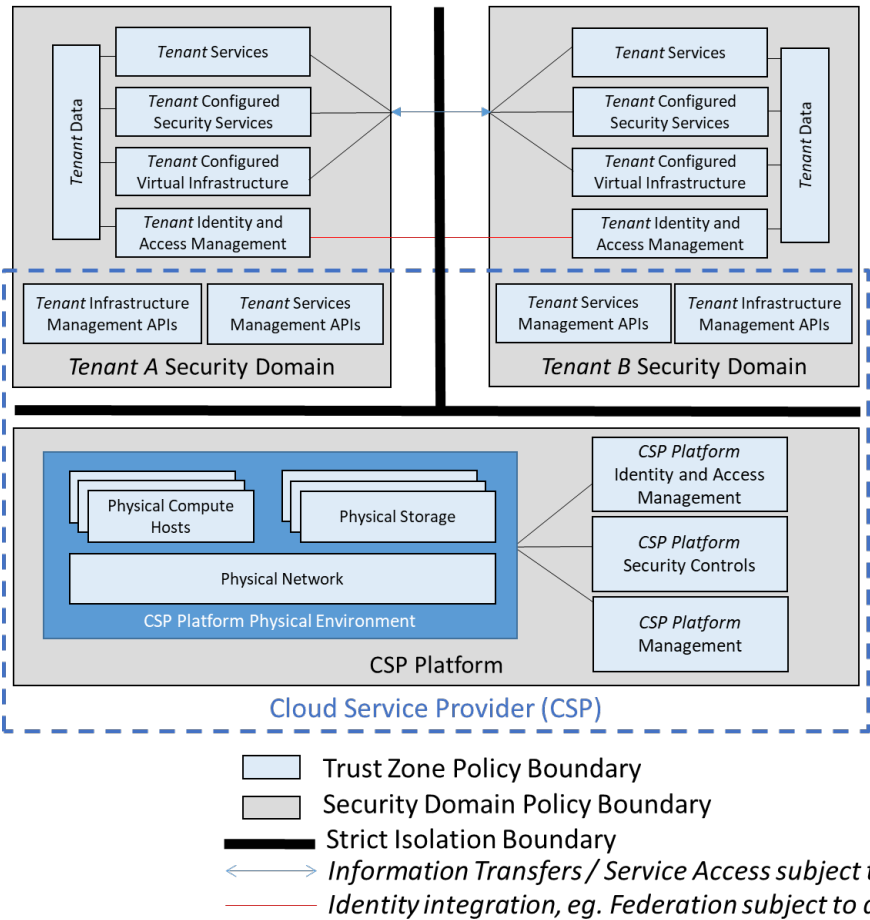 Tenant Services
Tenant Data
Tenant Configured
Security Services
Tenant Configured
Virtual Infrastructure
Tenant Identity and
Access Management
Tenant Infrastructure
Management APIs
Tenant Services
Management APIs
Tenant A Security Domain
Tenant Services
Tenant Configured
Security Services
Tenant Data
Tenant Configured
Virtual Infrastructure
Tenant Identity and
Access Management
Tenant Services
Management APIs
Tenant Infrastructure
Management APIs
Tenant B Security Domain
Physical Compute
Hosts
Physical Storage
Physical Network
CSP Platform Physical Environment
CSP Platform
Identity and Access
Management
CSP Platform
Security Controls
CSP Platform
Management
CSP Platform
Cloud Service Provider (CSP)
Trust Zone Policy Boundary
Security Domain Policy Boundary
Strict Isolation Boundary
Information Transfers / Service Access subject
Identity integration, eg. Federation subject to